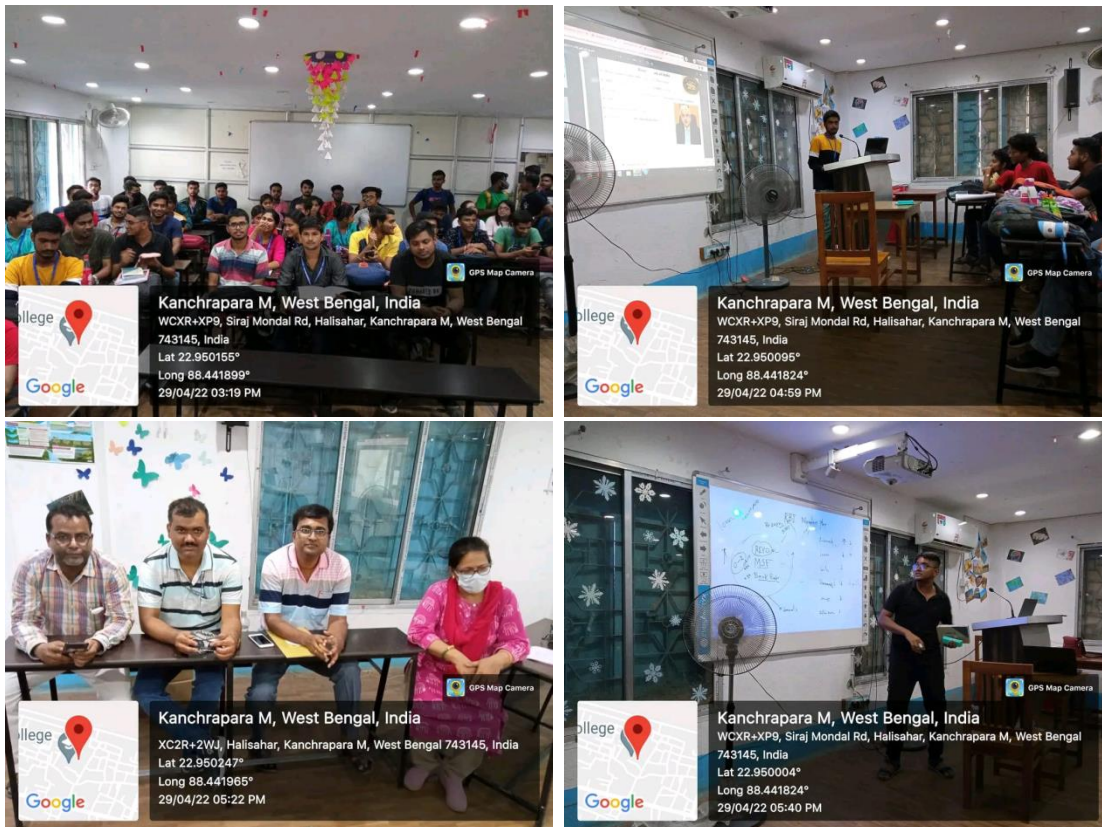 GPS Map Camera
ollege
Google
Kanchrapara M, West Bengal, India
WCXR+XP9, Siraj Mondal Rd, Halisahar, Kanchrapara M, West Bengal
743145, India
Lat 22.950155°
Long 88.441899°
29/04/22 03:19 PM
GPS Map Camera
ollege
Google
Kanchrapara M, West Bengal, India
WCXR+XP9, Siraj Mondal Rd, Halisahar, Kanchrapara M, West Bengal
743145, India
Lat 22.950095°
Long 88.441824°
29/04/22 04:59 PM
GPS Map Camera
ollege
Google
Kanchrapara M, West Bengal, India
XC2R+2WJ, Halisahar, Kanchrapara M, West Bengal 743145, India
Lat 22.950247°
Long 88.441965°
29/04/22 05:22 PM
GPS Map Camera
ollege
Google
Kanchrapara M, West Bengal, India
WCXR+XP9, Siraj Mondal Rd, Halisahar, Kanchrapara M, West Bengal
743145, India
Lat 22.950004°
Long 88.441824°
29/04/22 05:40 PM